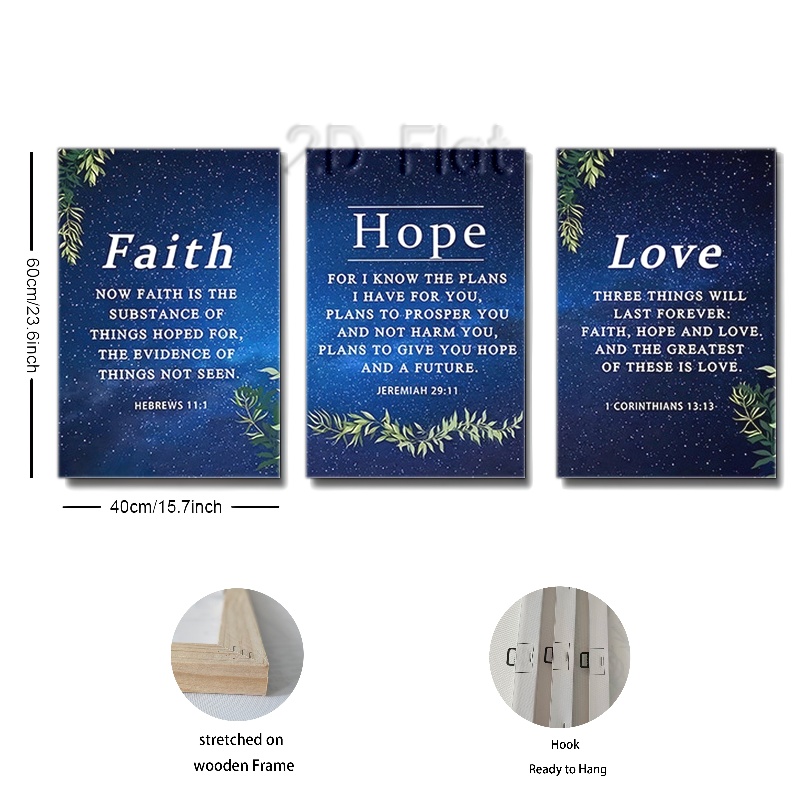 2D Flat
Faith
NOW FAITH IS THE
SUBSTANCE OF
THINGS HOPED FOR,
THE EVIDENCE OF
THINGS NOT SEEN.
HEBREWS 11:1
Hope
FOR I KNOW THE PLANS
I HAVE FOR YOU,
PLANS TO PROSPER YOU
AND NOT HARM YOU,
PLANS TO GIVE YOU HOPE
AND A FUTURE.
JEREMIAH 29:11
Love
THREE THINGS WILL
LAST FOREVER:
FAITH, HOPE AND LOVE.
AND THE GREATEST
OF THESE IS LOVE.
1 CORINTHIANS 13:13
60cm/23.6inch
40cm/15.7inch
stretched on
wooden Frame
Hook
Ready to Hang